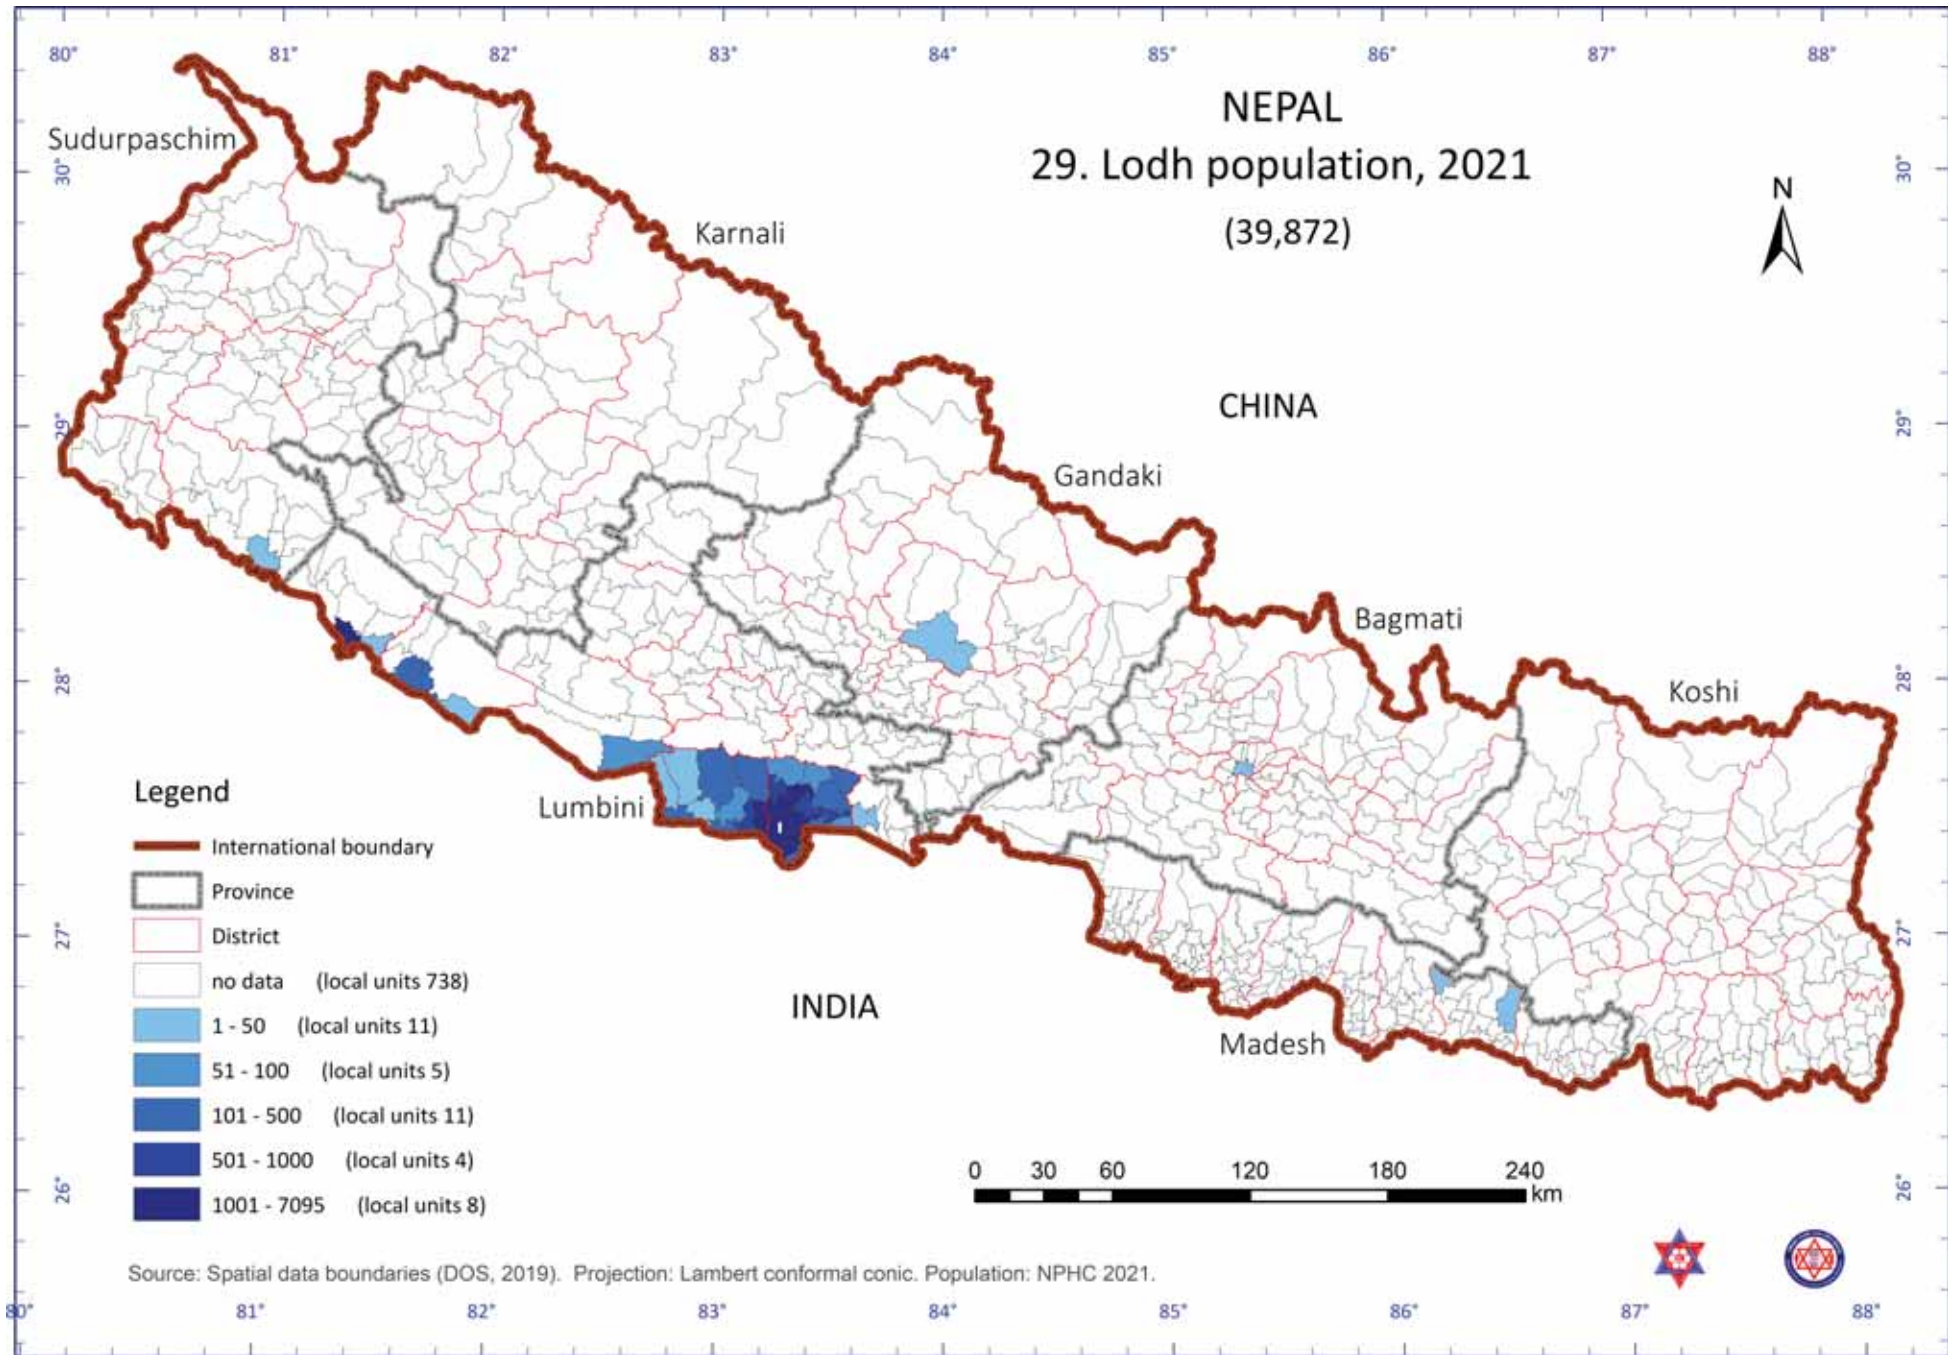 80° 81° 82° 83° 84° 85° 86° 87° 88°
NEPAL
29. Lodh population, 2021
(39,872)
N
Sudurpaschim
30°
30°
Karnali
CHINA
29°
29°
Gandaki
Bagmati
Koshi
28°
28°
Lumbini
Legend
International boundary
Province
District
no data (local units 738)
1 - 50 (local units 11)
51 - 100 (local units 5)
101 - 500 (local units 11)
501 - 1000 (local units 4)
1001 - 7095 (local units 8)
27°
27°
INDIA
Madesh
0 30 60 120 180 240
km
26°
26°
Source: Spatial data boundaries (DOS, 2019). Projection: Lambert conformal conic. Population: NPHC 2021.
80° 81° 82° 83° 84° 85° 86° 87° 88°